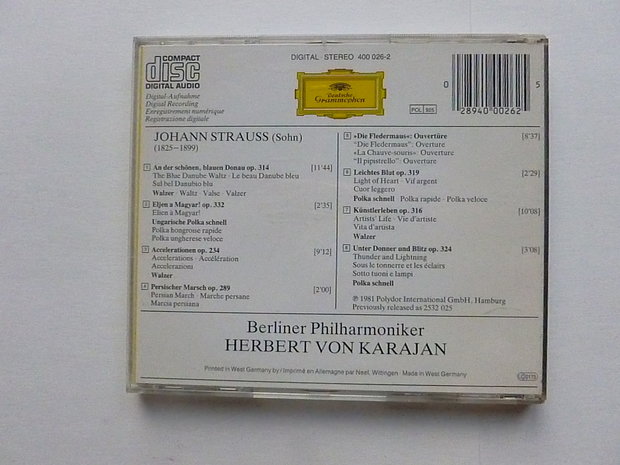 COMPACT
disc
DIGITAL AUDIO
DIGITAL STEREO 400 026-2
Digital-Aufnahme
Digital Recording
Enregistrement numérique
Registrazione digitale
Deutsche
Grammophon
PCL 905
0
28940"00262
5
JOHANN STRAUSS (Sohn)
(1825–1899)
1 An der schönen, blauen Donau op. 314 [11'44]
The Blue Danube Waltz · Le beau Danube bleu
Sul bel Danubio blu
Walzer · Waltz · Valse · Valzer
2 Eljen a Magyar! op. 332 [2'35]
Elien a Magyar!
Ungarische Polka schnell
Polka hongroise rapide
Polka ungherese veloce
3 Accelerationen op. 234 [9'12]
Accelerations · Accélération
Accelerazioni
Walzer
4 Persischer Marsch op. 289 [2'00]
Persian March · Marche persane
Marcia persiana
5 »Die Fledermaus«: Ouvertüre [8'37]
"Die Fledermaus": Overture
«La Chauve-souris»: Ouverture
"Il pipistrello": Ouverture
6 Leichtes Blut op. 319 [2'29]
Light of Heart · Vif argent
Cuor leggero
Polka schnell · Polka rapide · Polka veloce
7 Künstlerleben op. 316 [10'08]
Artists' Life · Vie d'artiste
Vita d'artista
Walzer
8 Unter Donner und Blitz op. 324 [3'08]
Thunder and Lightning
Sous le tonnerre et les éclairs
Sotto tuoni e lampi
Polka schnell
℗ 1981 Polydor International GmbH, Hamburg
Previously released as 2532 025
Berliner Philharmoniker
HERBERT VON KARAJAN
Printed in West Germany by / Imprimé en Allemagne par Neef, Wittingen · Made in West Germany